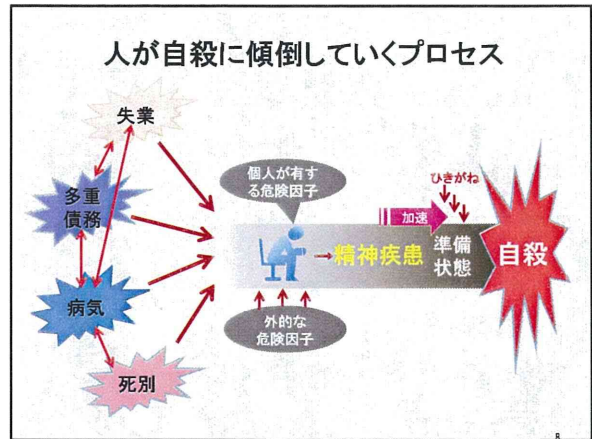 人が自殺に傾倒していくプロセス
失業
多重
債務
病気
死別
個人が有す
る危険因子
外的な
危険因子
精神疾患
加速
ひきがね
準備
状態
自殺
8